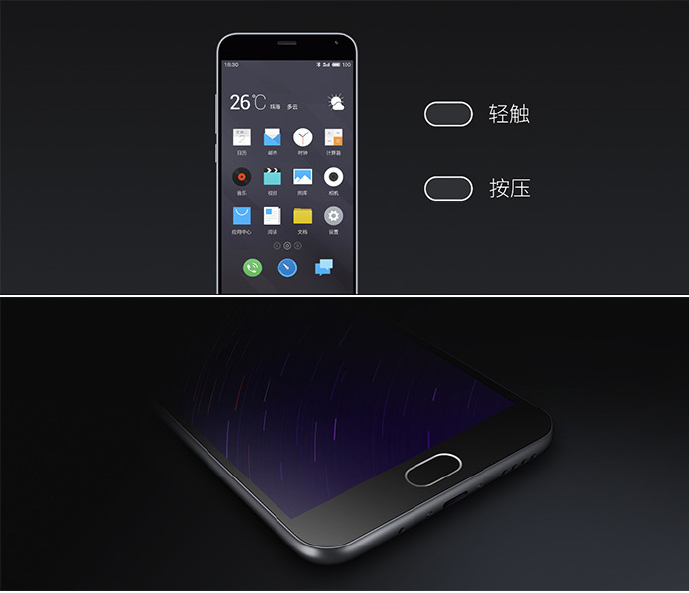 18:30 100
26℃ 珠海 多云
日历 邮件 时钟 计算器
音乐 视频 图库 相机
应用中心 阅读 文档 设置
轻触
按压